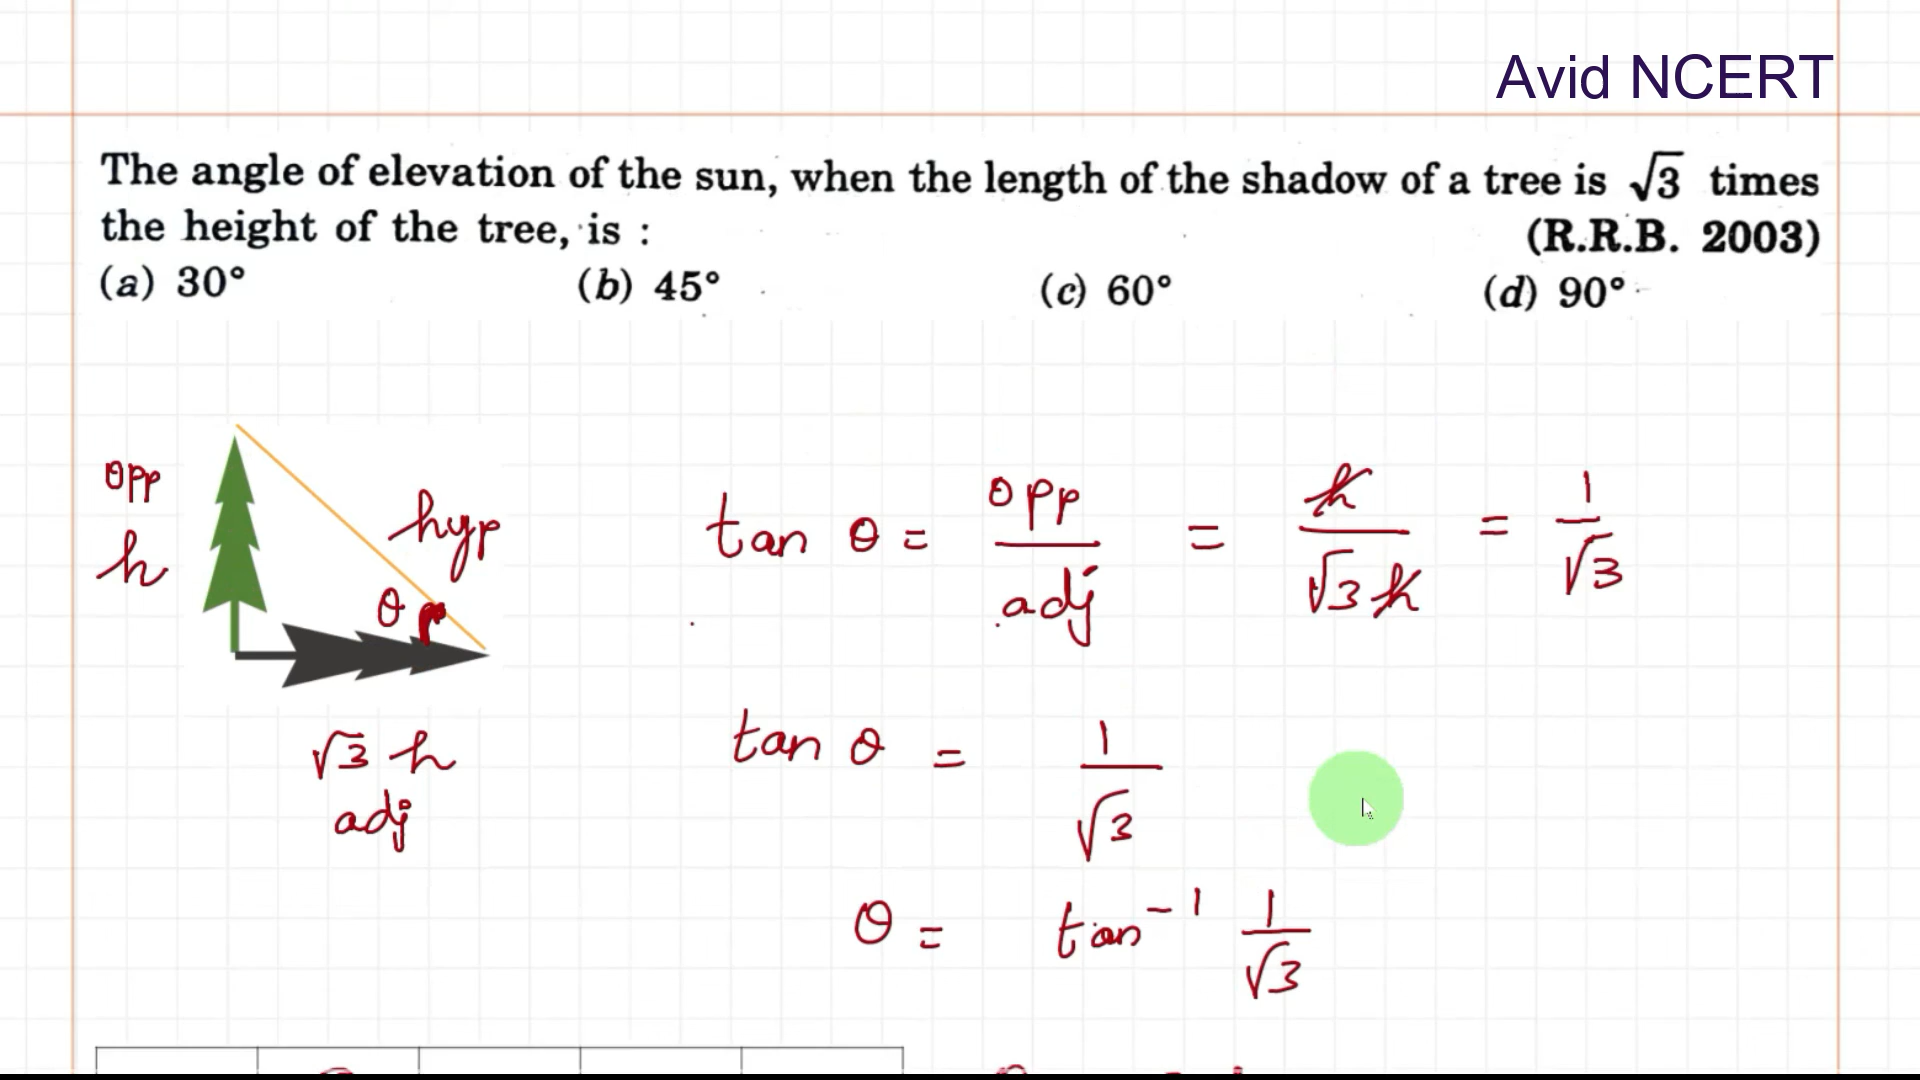 Avid NCERT
The angle of elevation of the sun, when the length of the shadow of a tree is √3 times
the height of the tree, is :
(R.R.B. 2003)
(a) 30° (b) 45° (c) 60° (d) 90°
opp
h
hyp
θ
√3 h
adj
tan θ = opp/adj = h/√3h = 1/√3
tan θ = 1/√3
θ = tan⁻¹ 1/√3